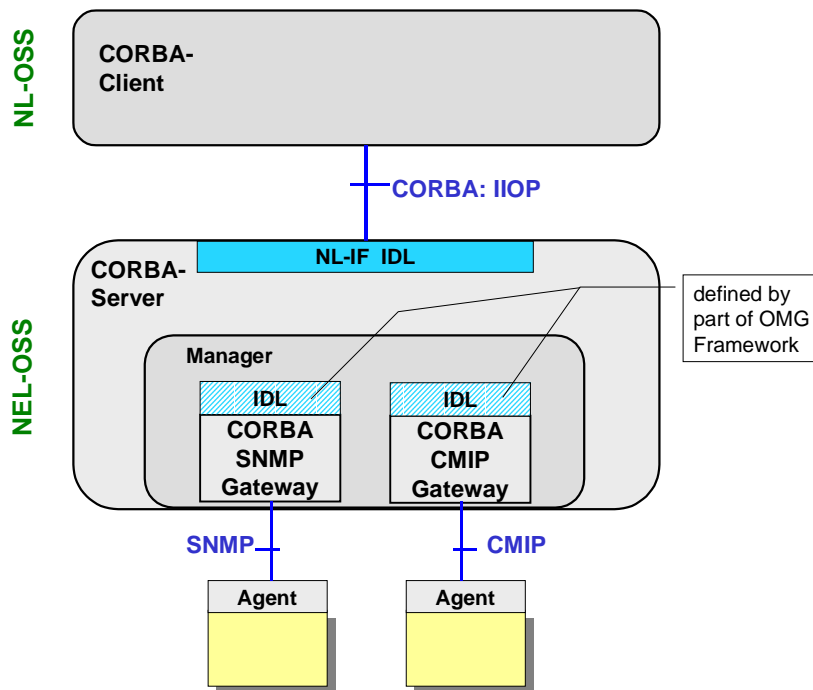 NL-OSS
CORBA-
Client
CORBA: IIOP
NEL-OSS
NL-IF IDL
CORBA-
Server
defined by
part of OMG
Framework
Manager
IDL
CORBA
SNMP
Gateway
IDL
CORBA
CMIP
Gateway
SNMP
CMIP
Agent
Agent